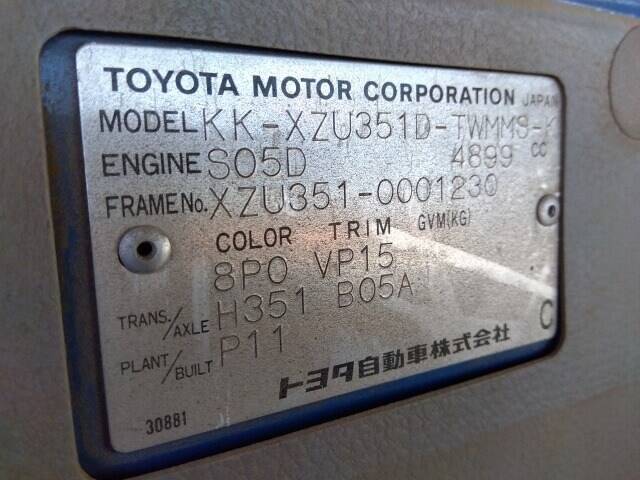 TOYOTA MOTOR CORPORATION JAPAN
MODEL KK-XZU351D-TWMMS-K
ENGINE S05D 4899 CC
FRAME No. XZU351-0001230
COLOR TRIM GVM(KG)
8P0 VP15
TRANS./AXLE H351 B05A
PLANT/BUILT P11 C
トヨタ自動車株式会社
30881